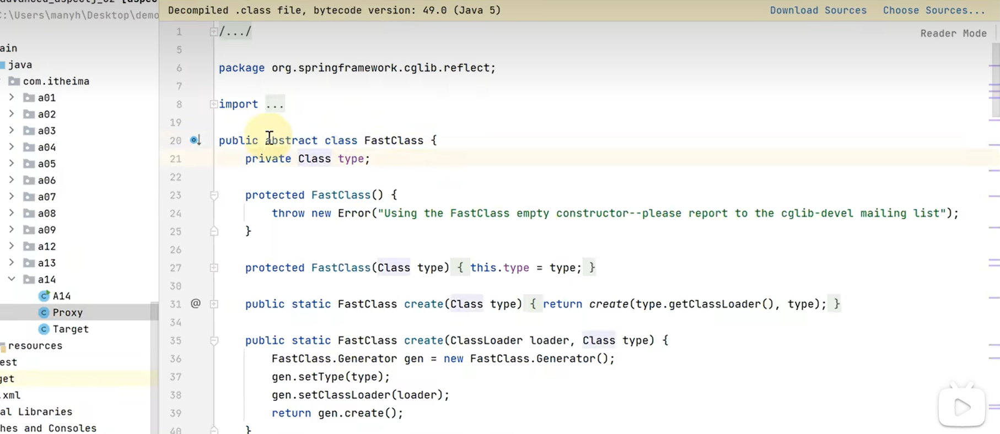 C:\Users\manyh\Desktop\demo
ain
java
com.itheima
a01
a02
a03
a04
a05
a06
a07
a08
a09
a12
a13
a14
A14
Proxy
Target
resources
est
get
.xml
al Libraries
hes and Consoles
Decompiled .class file, bytecode version: 49.0 (Java 5)
Download Sources
Choose Sources...
Reader Mode
1 /.../
5
6 package org.springframework.cglib.reflect;
7
8 import ...
19
20 public abstract class FastClass {
21 private Class type;
22
23 protected FastClass() {
24 throw new Error("Using the FastClass empty constructor--please report to the cglib-devel mailing list");
25 }
26
27 protected FastClass(Class type) { this.type = type; }
30
31 @ public static FastClass create(Class type) { return create(type.getClassLoader(), type); }
34
35 public static FastClass create(ClassLoader loader, Class type) {
36 FastClass.Generator gen = new FastClass.Generator();
37 gen.setType(type);
38 gen.setClassLoader(loader);
39 return gen.create();
40 }